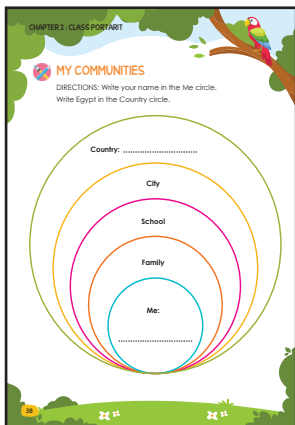 CHAPTER 2 : CLASS PORTARIT
MY COMMUNITIES
DIRECTIONS: Write your name in the Me circle.
Write Egypt in the Country circle.
Country: ..............................
City
School
Family
Me:
..............................
38